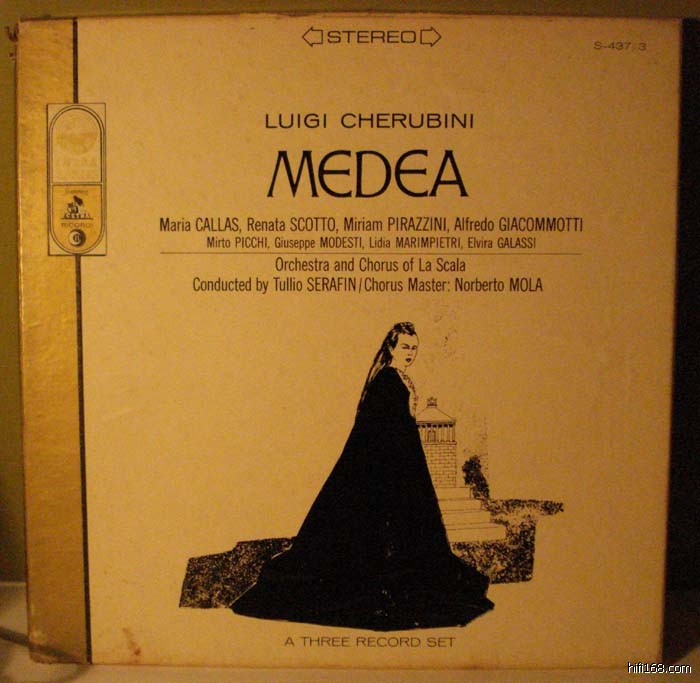 STEREO
S-437/3
LUIGI CHERUBINI
MEDEA
Maria CALLAS, Renata SCOTTO, Miriam PIRAZZINI, Alfredo GIACOMMOTTI
Mirto PICCHI, Giuseppe MODESTI, Lidia MARIMPIETRI, Elvira GALASSI
Orchestra and Chorus of La Scala
Conducted by Tullio SERAFIN/Chorus Master: Norberto MOLA
RICORDI
A THREE RECORD SET
hifi168.com